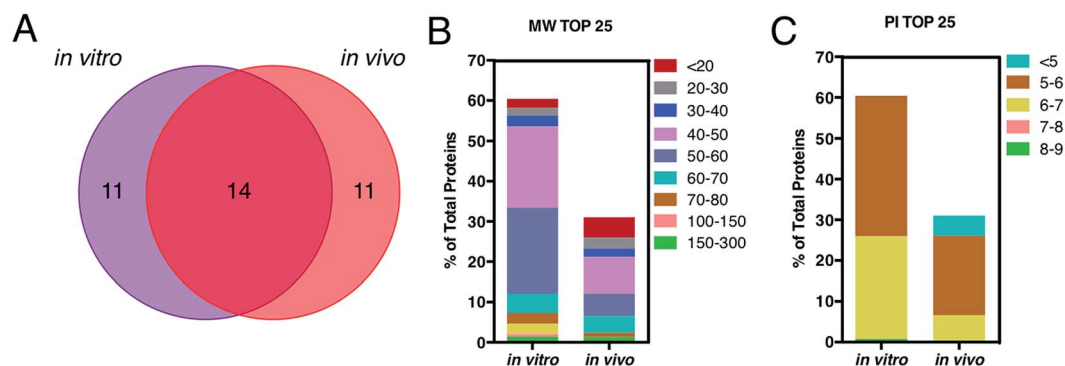 A
in vitro
in vivo
11
14
11
B
MW TOP 25
% of Total Proteins
70
60
50
40
30
20
10
0
in vitro
in vivo
<20
20-30
30-40
40-50
50-60
60-70
70-80
100-150
150-300
C
PI TOP 25
% of Total Proteins
70
60
50
40
30
20
10
0
in vitro
in vivo
<5
5-6
6-7
7-8
8-9